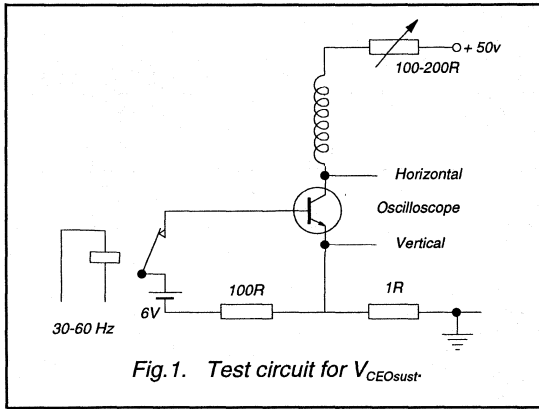 + 50v
100-200R
Horizontal
Oscilloscope
Vertical
100R
1R
6V
30-60 Hz
Fig.1. Test circuit for VCEOsust.